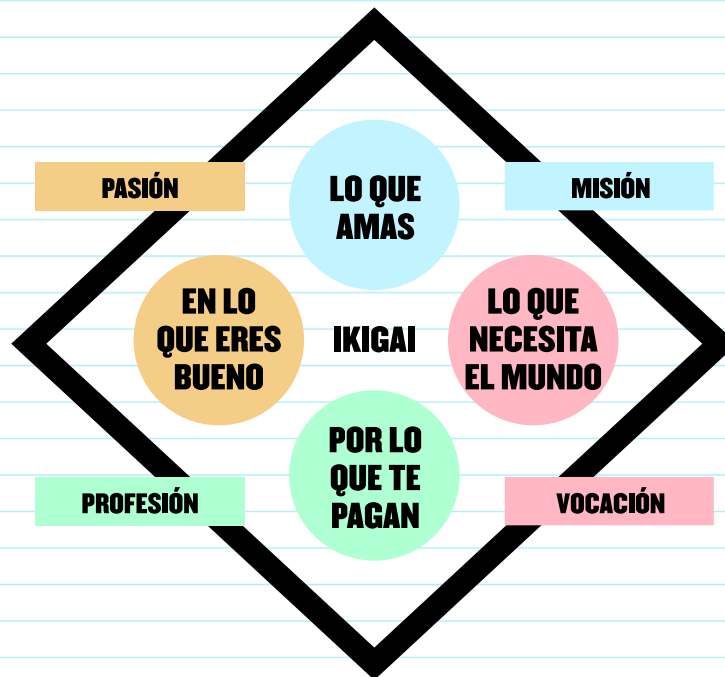 PASIÓN
LO QUE
AMAS
MISIÓN
EN LO
QUE ERES
BUENO
IKIGAI
LO QUE
NECESITA
EL MUNDO
POR LO
QUE TE
PAGAN
PROFESIÓN
VOCACIÓN